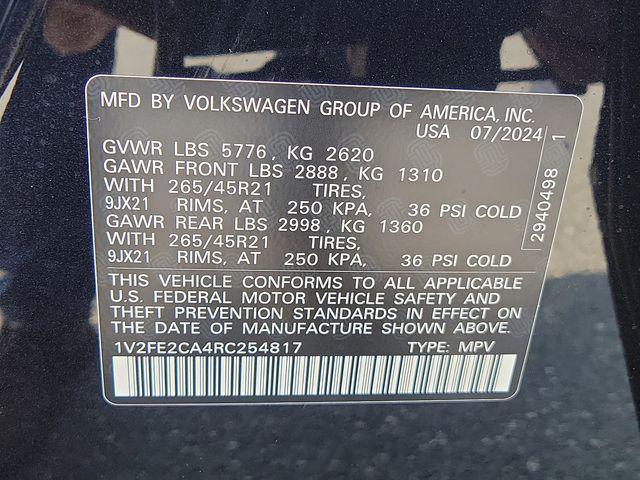 MFD BY VOLKSWAGEN GROUP OF AMERICA, INC.
USA 07/2024
GVWR LBS 5776, KG 2620
GAWR FRONT LBS 2888, KG 1310
WITH 265/45R21 TIRES,
9JX21 RIMS, AT 250 KPA, 36 PSI COLD
GAWR REAR LBS 2998, KG 1360
WITH 265/45R21 TIRES,
9JX21 RIMS, AT 250 KPA, 36 PSI COLD
THIS VEHICLE CONFORMS TO ALL APPLICABLE
U.S. FEDERAL MOTOR VEHICLE SAFETY AND
THEFT PREVENTION STANDARDS IN EFFECT ON
THE DATE OF MANUFACTURE SHOWN ABOVE.
1V2FE2CA4RC254817 TYPE: MPV
2940498 1